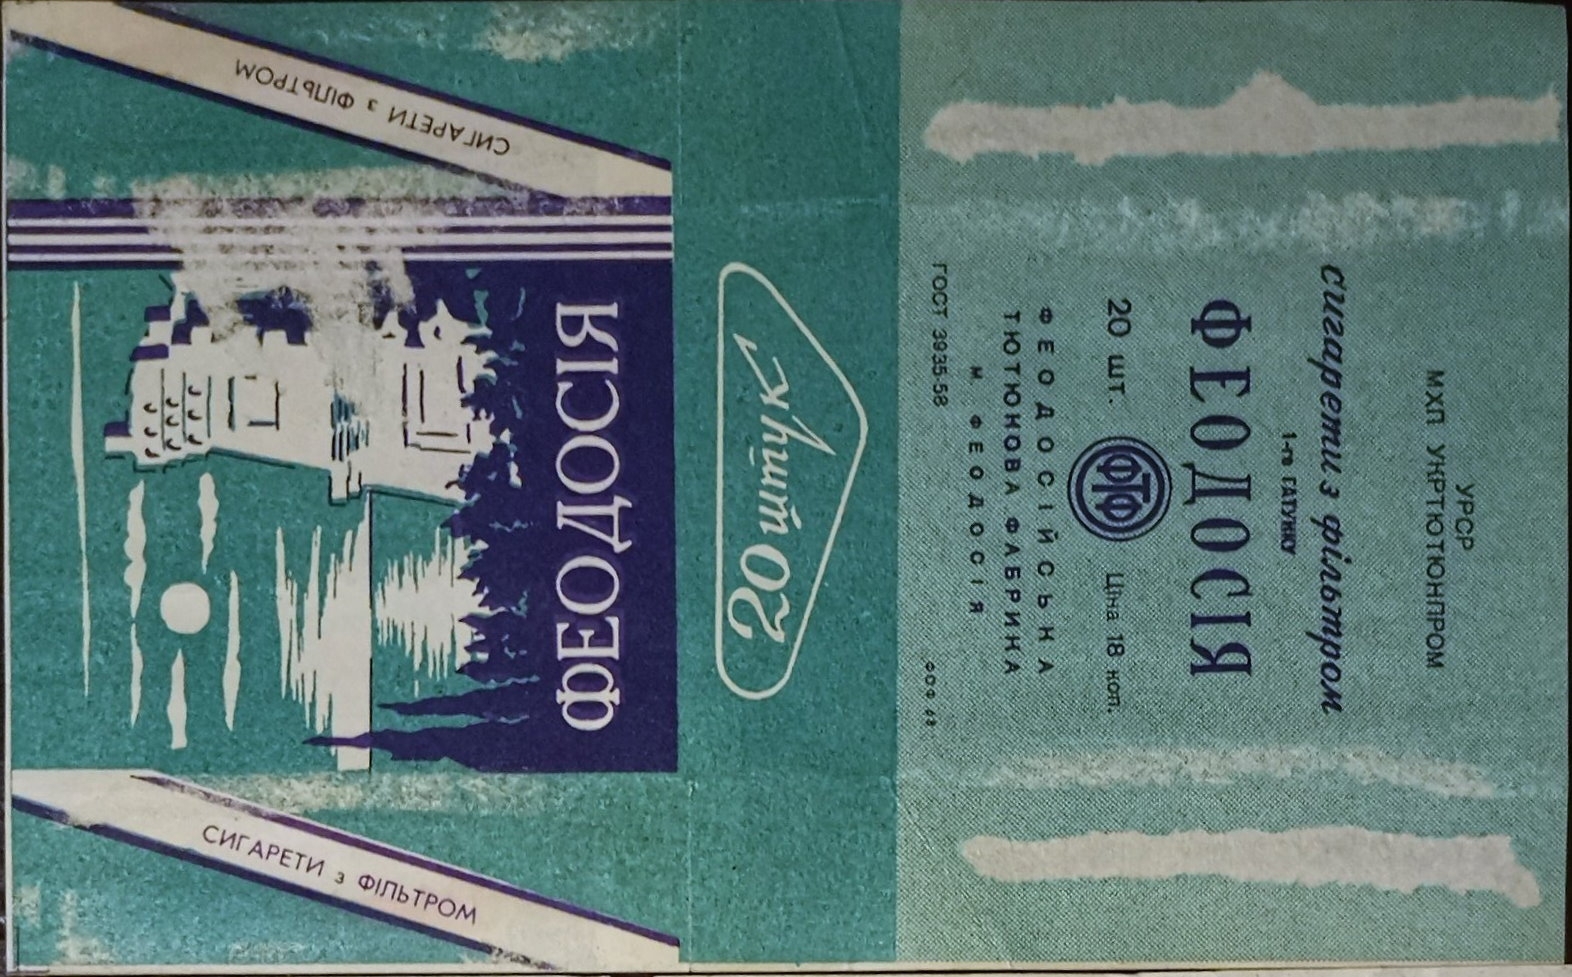 СИГАРЕТИ з ФІЛЬТРОМ
ФЕОДОСІЯ
СИГАРЕТИ з ФІЛЬТРОМ
20 штук
УРСР
МХП УКРТЮТЮНПРОМ
сигарети з фільтром
1-го ГАТУНКУ
ФЕОДОСІЯ
20 шт. ФТФ Ціна 18 коп.
ФЕОДОСІЙСЬКА
ТЮТЮНОВА ФАБРИКА
м. ФЕОДОСІЯ
ГОСТ 3935-58